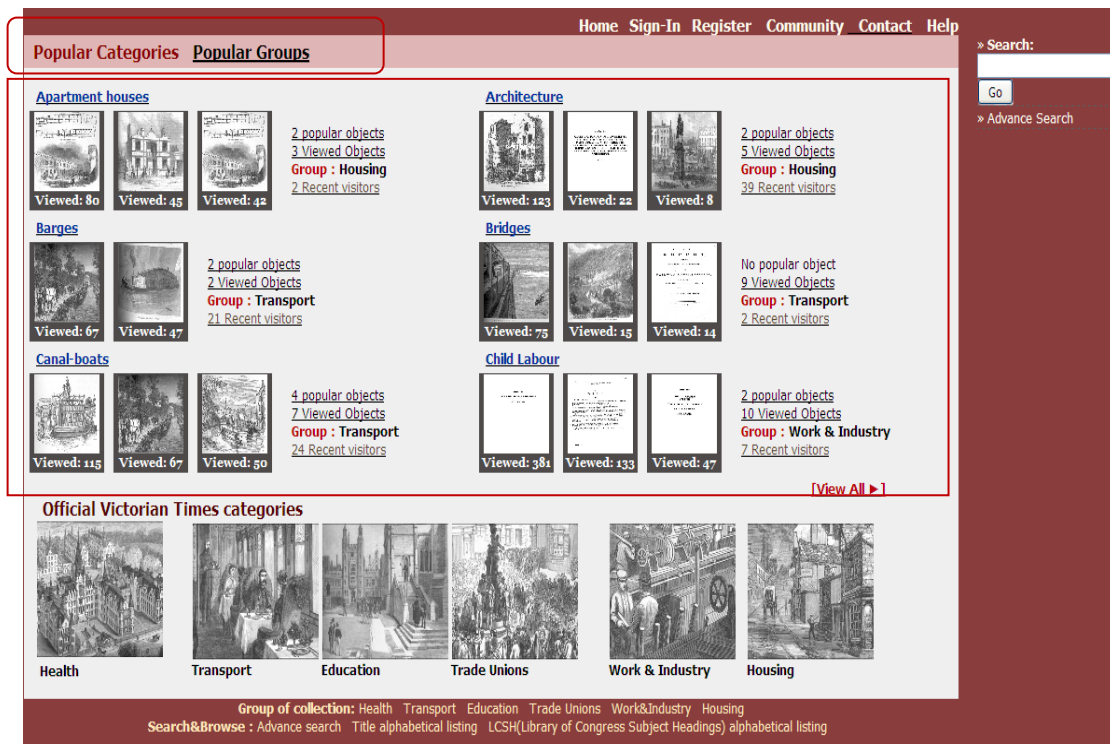 Home Sign-In Register Community Contact Help
Popular Categories Popular Groups
» Search:
Go
» Advance Search
Apartment houses
Viewed: 80 Viewed: 45 Viewed: 42
2 popular objects
3 Viewed Objects
Group : Housing
2 Recent visitors
Architecture
Viewed: 123 Viewed: 22 Viewed: 8
2 popular objects
5 Viewed Objects
Group : Housing
39 Recent visitors
Barges
Viewed: 67 Viewed: 47
2 popular objects
2 Viewed Objects
Group : Transport
21 Recent visitors
Bridges
Viewed: 75 Viewed: 15 Viewed: 14
No popular object
9 Viewed Objects
Group : Transport
2 Recent visitors
Canal-boats
Viewed: 115 Viewed: 67 Viewed: 50
4 popular objects
7 Viewed Objects
Group : Transport
24 Recent visitors
Child Labour
Viewed: 381 Viewed: 133 Viewed: 47
2 popular objects
10 Viewed Objects
Group : Work & Industry
7 Recent visitors
[View All ►]
Official Victorian Times categories
Health Transport Education Trade Unions Work & Industry Housing
Group of collection: Health Transport Education Trade Unions Work&Industry Housing
Search&Browse : Advance search Title alphabetical listing LCSH(Library of Congress Subject Headings) alphabetical listing